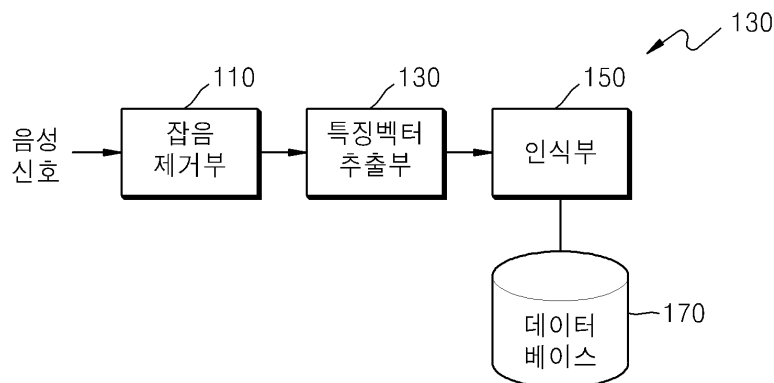 130
110
130
150
음성
신호
잡음
제거부
특징벡터
추출부
인식부
데이터
베이스
170